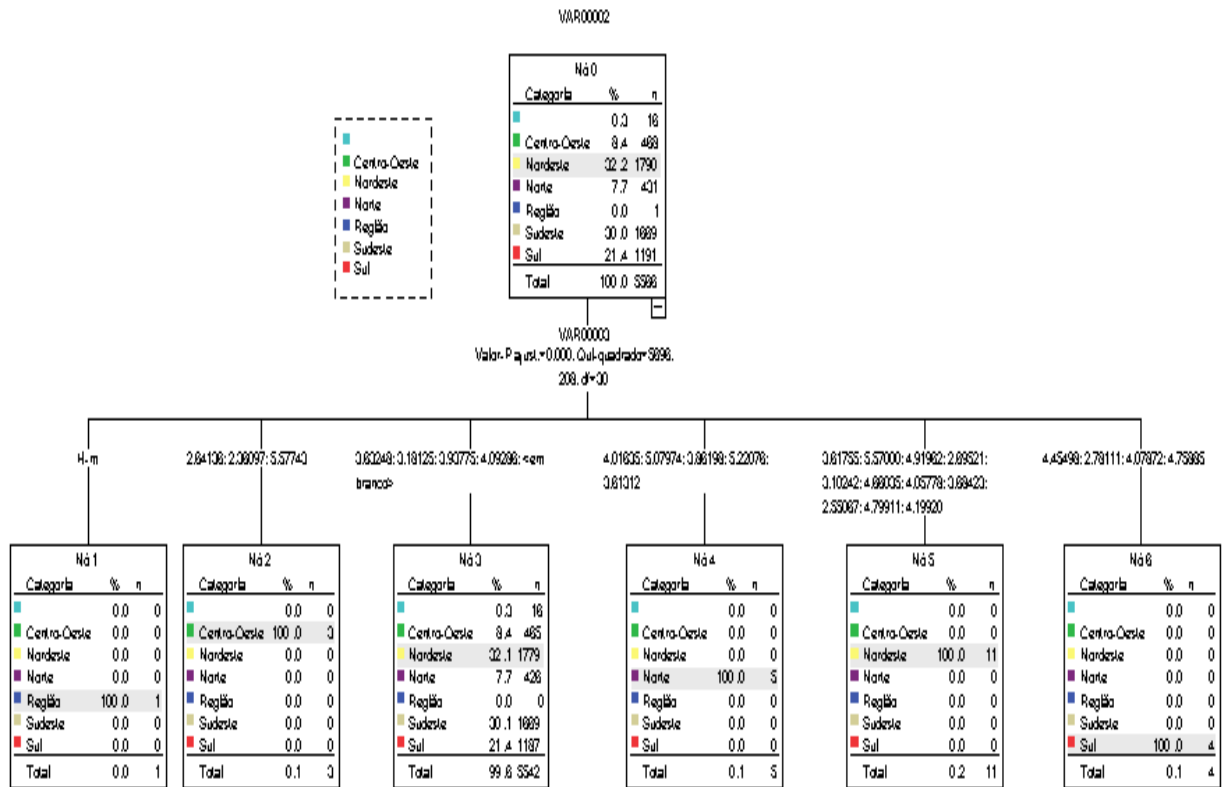 VAR00002
Nó 0
Categoria % n
0.3 16
Centro-Oeste 8.4 468
Nordeste 32.2 1790
Norte 7.7 431
Região 0.0 1
Sudeste 30.0 1669
Sul 21.4 1191
Total 100.0 5566
Centro-Oeste
Nordeste
Norte
Região
Sudeste
Sul
VAR00003
Valor-P ajust.=0.000, Qui-quadrado=5696.
208, df=30
2.64136; 2.36097; 5.57743
3.60248; 3.18125; 3.90775; 4.09286; <em
branco>
4.01635; 5.07974; 3.86198; 5.22076;
3.61312
3.61755; 5.57000; 4.91962; 2.69521;
3.10242; 4.66035; 4.05778; 3.68423;
2.55067; 4.79911; 4.19920
4.45498; 2.78111; 4.07872; 4.75665
Nó 1
Categoria % n
0.0 0
Centro-Oeste 0.0 0
Nordeste 0.0 0
Norte 0.0 0
Região 100.0 1
Sudeste 0.0 0
Sul 0.0 0
Total 0.0 1
Nó 2
Categoria % n
0.0 0
Centro-Oeste 100.0 3
Nordeste 0.0 0
Norte 0.0 0
Região 0.0 0
Sudeste 0.0 0
Sul 0.0 0
Total 0.1 3
Nó 3
Categoria % n
0.3 16
Centro-Oeste 8.4 465
Nordeste 32.1 1779
Norte 7.7 426
Região 0.0 0
Sudeste 30.1 1669
Sul 21.4 1187
Total 99.6 5542
Nó 4
Categoria % n
0.0 0
Centro-Oeste 0.0 0
Nordeste 0.0 0
Norte 100.0 5
Região 0.0 0
Sudeste 0.0 0
Sul 0.0 0
Total 0.1 5
Nó 5
Categoria % n
0.0 0
Centro-Oeste 0.0 0
Nordeste 100.0 11
Norte 0.0 0
Região 0.0 0
Sudeste 0.0 0
Sul 0.0 0
Total 0.2 11
Nó 6
Categoria % n
0.0 0
Centro-Oeste 0.0 0
Nordeste 0.0 0
Norte 0.0 0
Região 0.0 0
Sudeste 0.0 0
Sul 100.0 4
Total 0.1 4